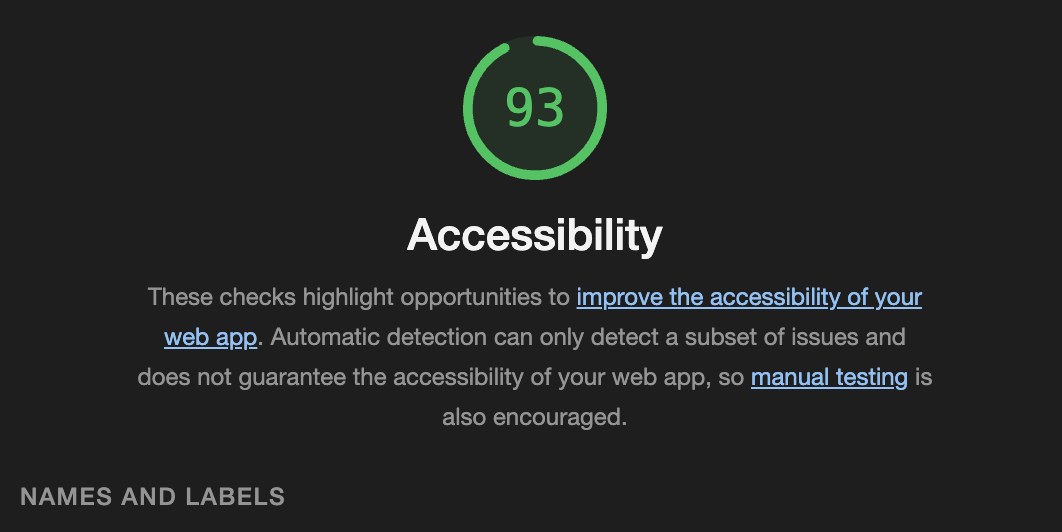 93
Accessibility
These checks highlight opportunities to improve the accessibility of your
web app. Automatic detection can only detect a subset of issues and
does not guarantee the accessibility of your web app, so manual testing is
also encouraged.
NAMES AND LABELS